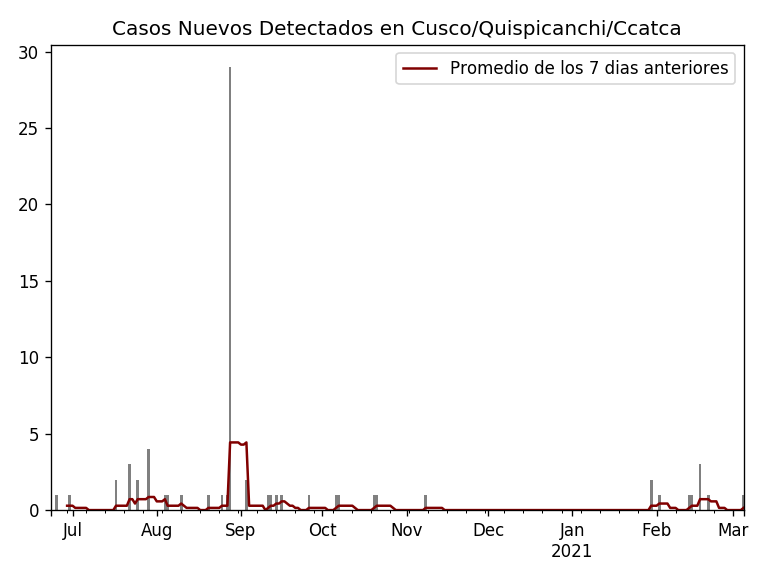 Casos Nuevos Detectados en Cusco/Quispicanchi/Ccatca
Promedio de los 7 dias anteriores
30
25
20
15
10
5
0
Jul Aug Sep Oct Nov Dec Jan Feb Mar
2021